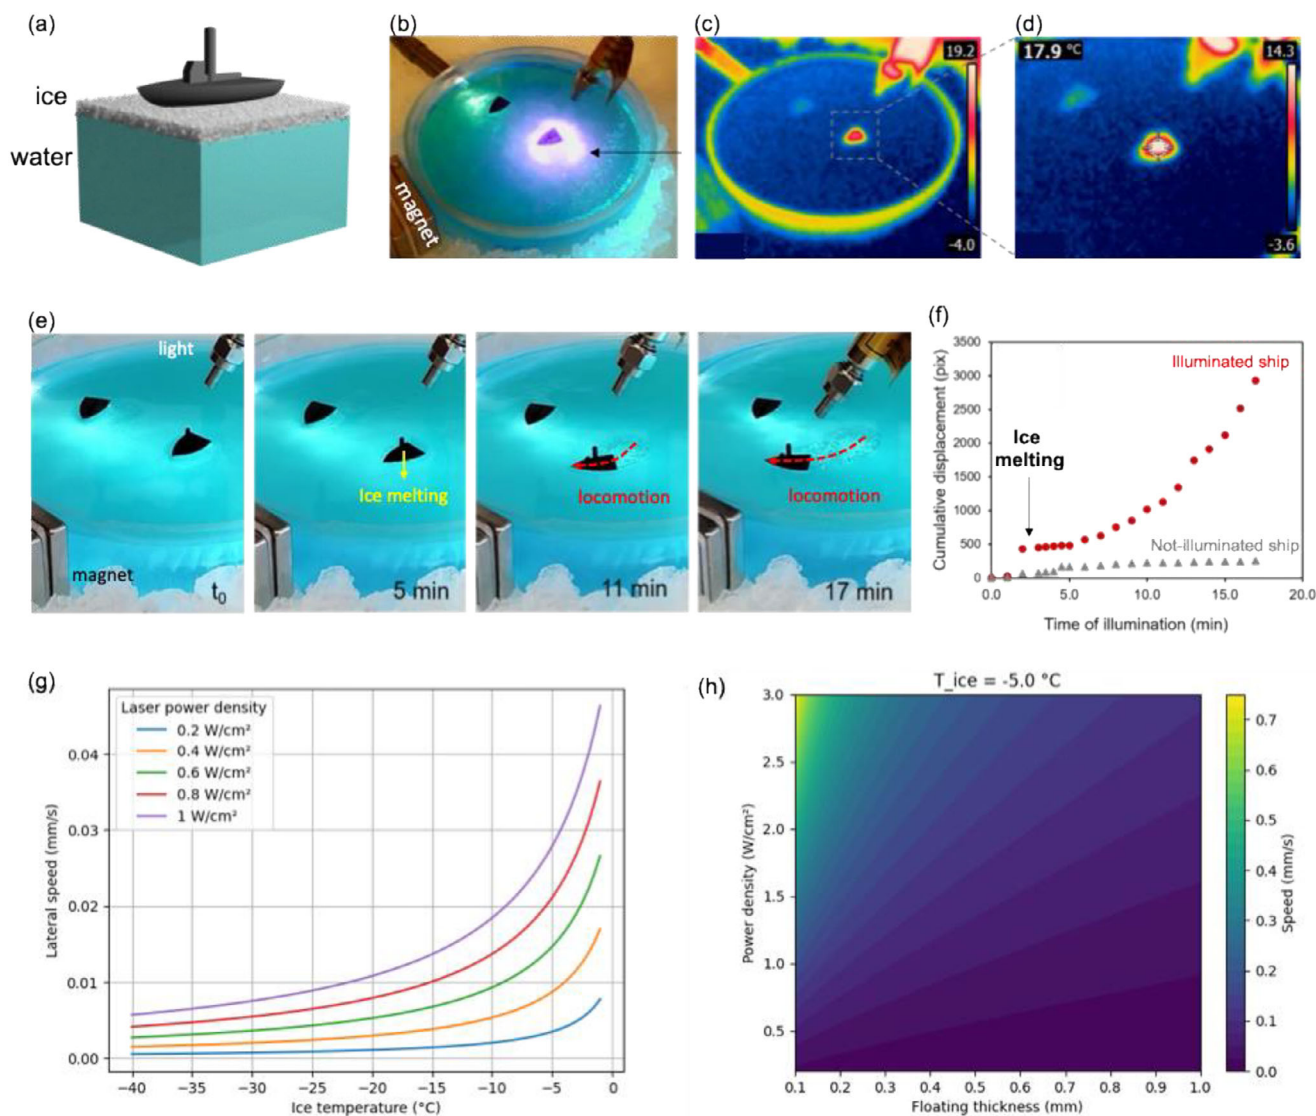 (a)
ice
water
(b)
magnet
(c)
19.2
-4.0
(d)
17.9 °C
14.3
-3.6
(e)
light
magnet
t0
Ice melting
5 min
locomotion
11 min
locomotion
17 min
(f)
Cumulative displacement (pix)
3500
3000
2500
2000
1500
1000
500
0
Illuminated ship
Ice
melting
Not-illuminated ship
0.0 5.0 10.0 15.0 20.0
Time of illumination (min)
(g)
Laser power density
0.2 W/cm²
0.4 W/cm²
0.6 W/cm²
0.8 W/cm²
1 W/cm²
Lateral speed (mm/s)
0.04
0.03
0.02
0.01
0.00
−40 −35 −30 −25 −20 −15 −10 −5 0
Ice temperature (°C)
(h)
T_ice = -5.0 °C
Power density (W/cm²)
3.0
2.5
2.0
1.5
1.0
0.5
0.1 0.2 0.3 0.4 0.5 0.6 0.7 0.8 0.9 1.0
Floating thickness (mm)
0.7
0.6
0.5
0.4
0.3
0.2
0.1
0.0
Speed (mm/s)